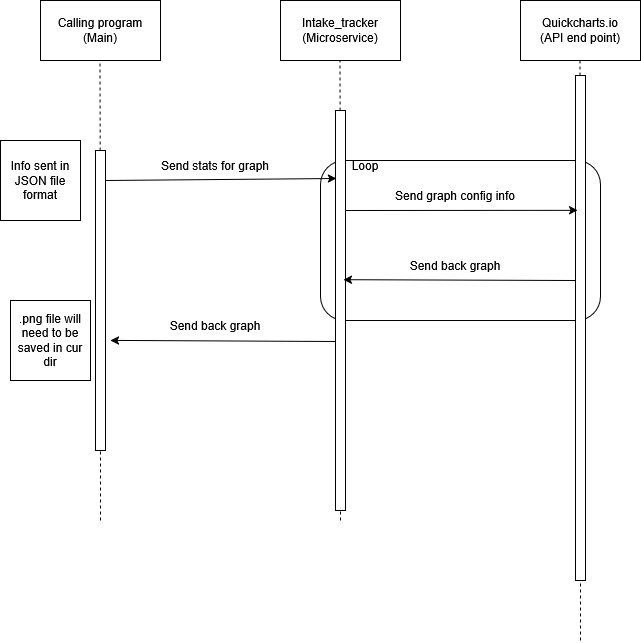 Calling program
(Main)
Intake_tracker
(Microservice)
Quickcharts.io
(API end point)
Info sent in
JSON file
format
Send stats for graph
Loop
Send graph config info
Send back graph
.png file will
need to be
saved in cur
dir
Send back graph